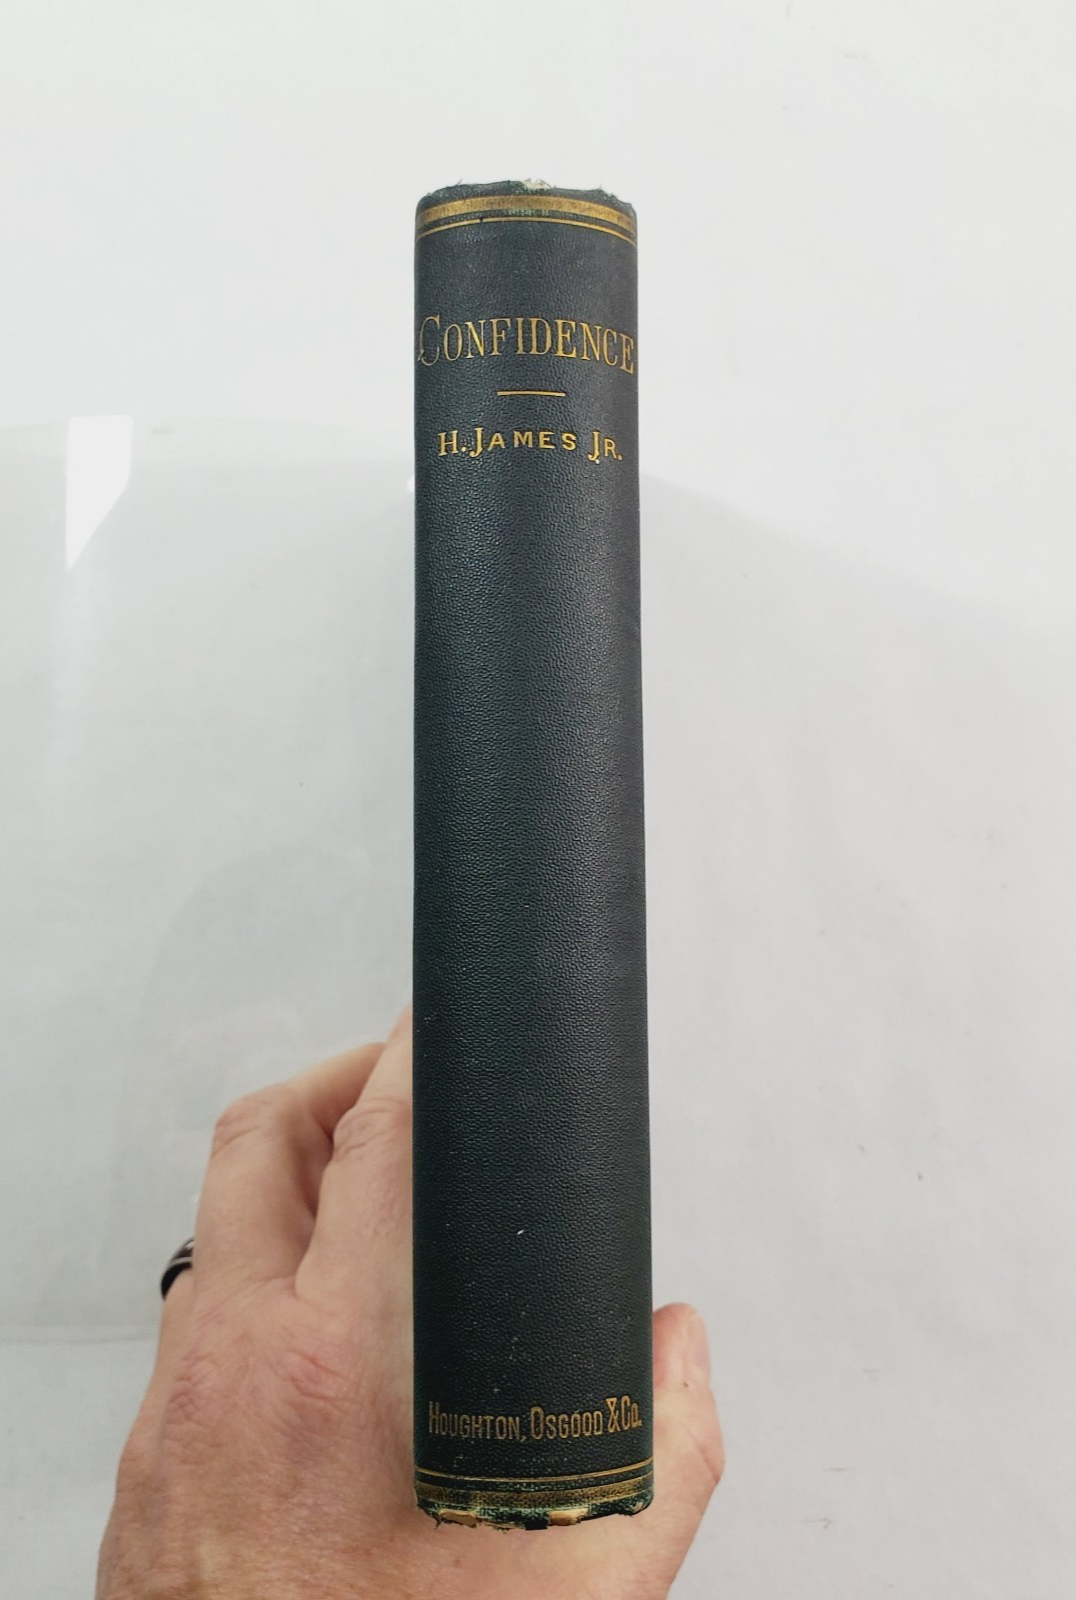 CONFIDENCE
H. JAMES JR.
HOUGHTON, OSGOOD & CO.